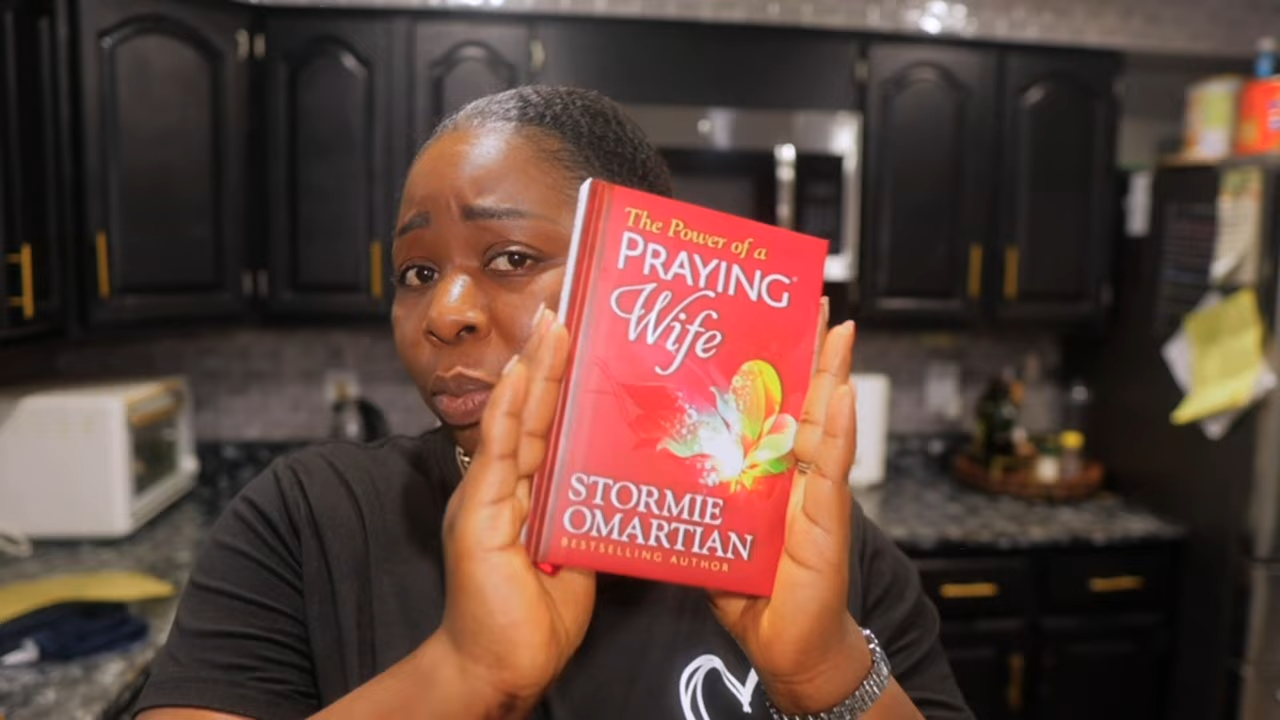 The Power of a
PRAYING®
Wife
STORMIE
OMARTIAN
BESTSELLING AUTHOR